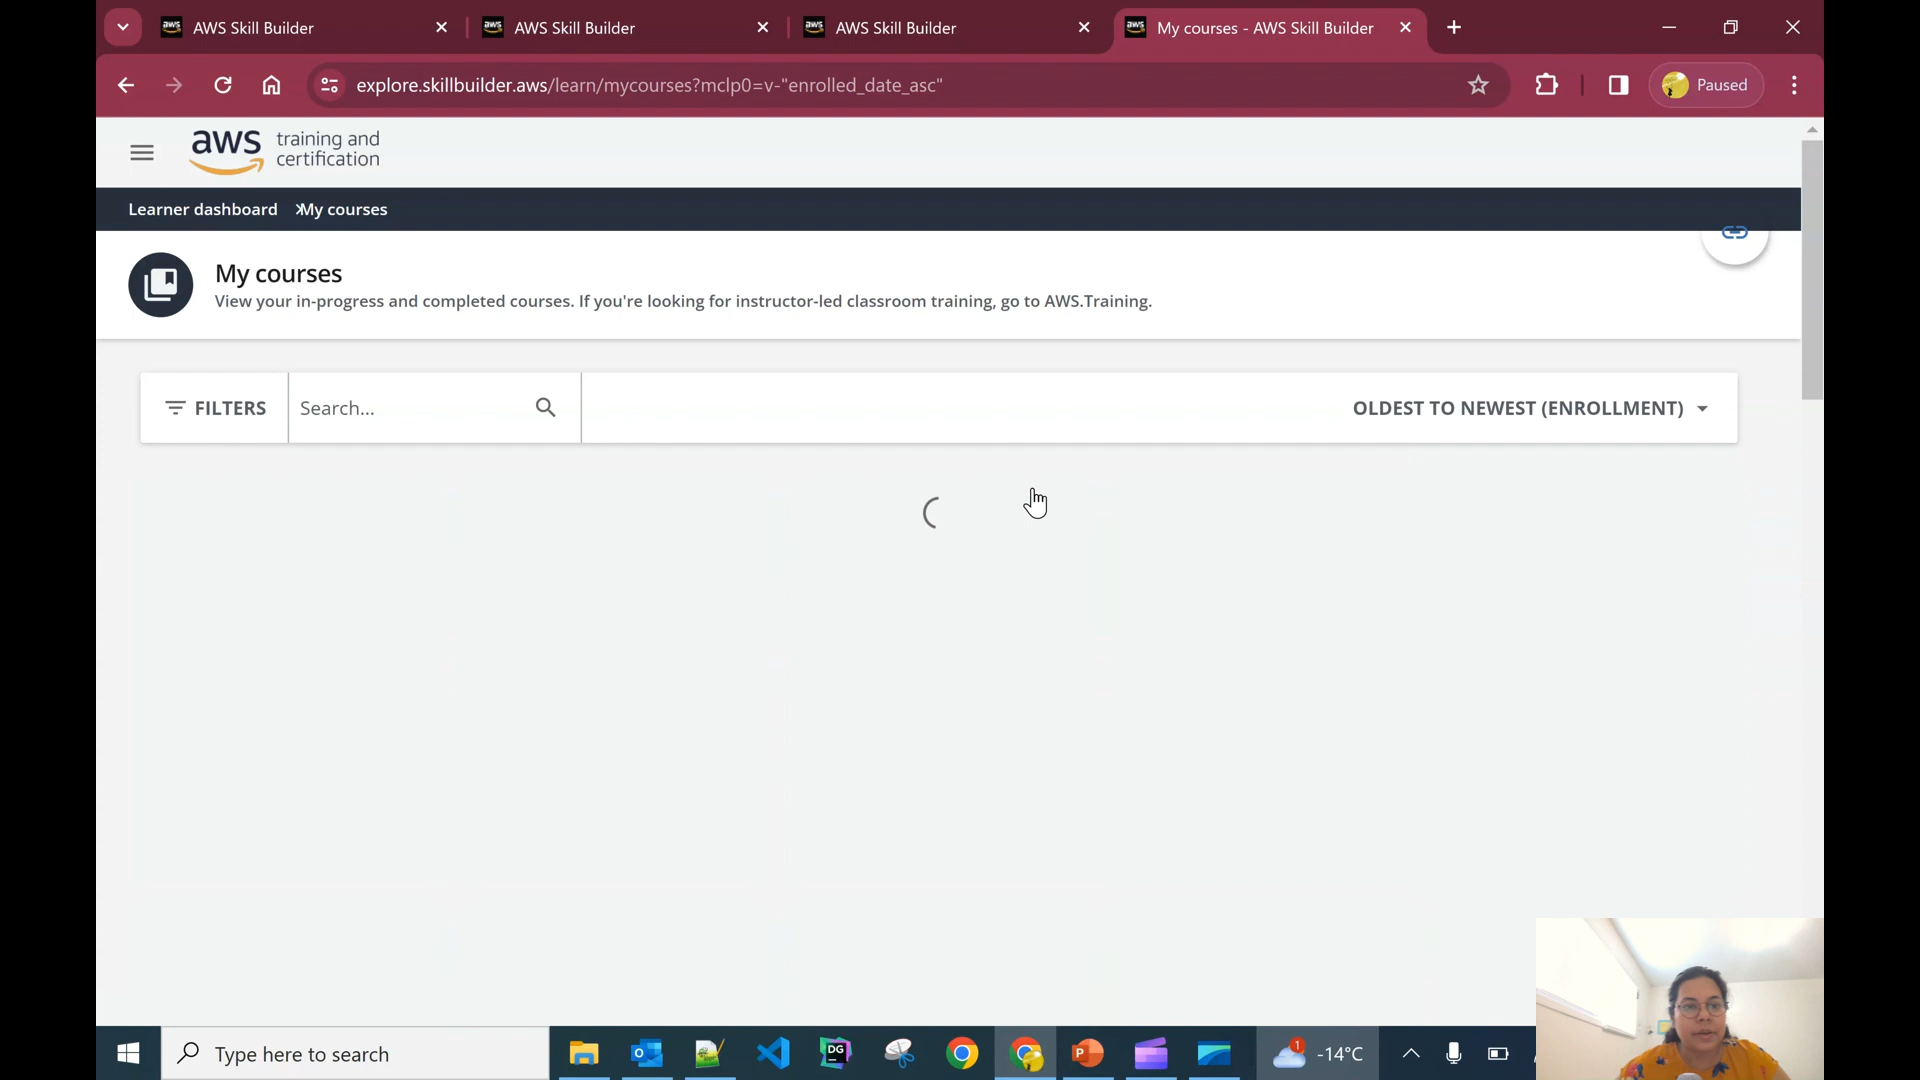 AWS Skill Builder
AWS Skill Builder
AWS Skill Builder
My courses - AWS Skill Builder
explore.skillbuilder.aws/learn/mycourses?mclp0=v-"enrolled_date_asc"
Paused
aws training and
certification
Learner dashboard
My courses
My courses
View your in-progress and completed courses. If you're looking for instructor-led classroom training, go to AWS.Training.
FILTERS
Search...
OLDEST TO NEWEST (ENROLLMENT)
Type here to search
DG
1
-14°C